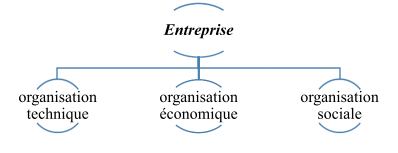 Entreprise
organisation
technique
organisation
économique
organisation
sociale